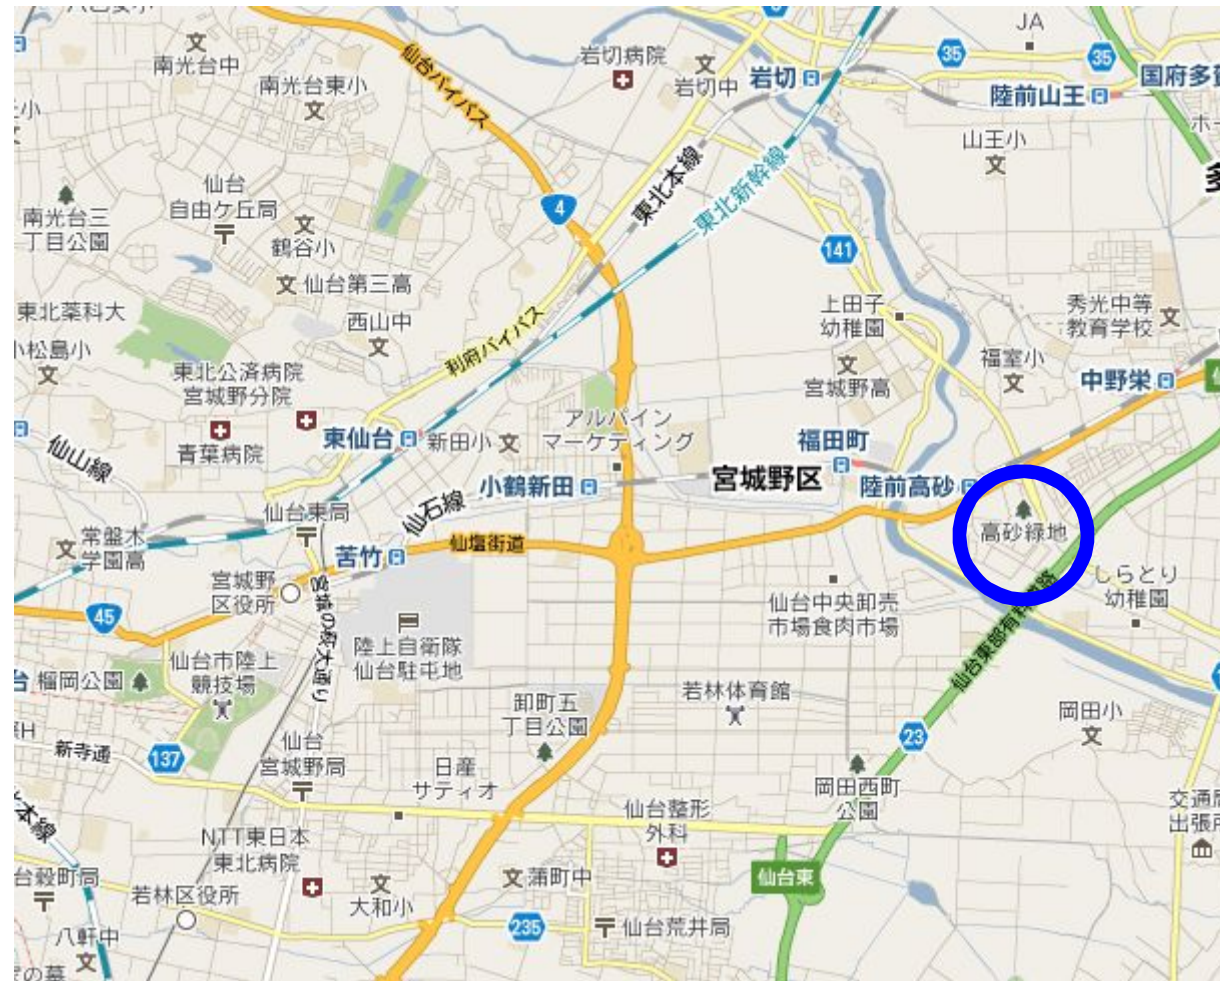 南光台中
南光台東小
岩切病院
岩切中
岩切
JA
35
35
陸前山王
国府多賀
仙台バイパス
山王小
ホー
多
仙台
自由ケ丘局
南光台三
丁目公園
鶴谷小
4
東北本線
東北新幹線
141
仙台第三高
東北薬科大
西山中
利府バイパス
上田子
幼稚園
秀光中等
教育学校
小松島小
東北公済病院
宮城野分院
宮城野高
福室小
中野栄
青葉病院
東仙台
新田小
アルパイン
マーケティング
福田町
仙山線
小鶴新田
宮城野区
陸前高砂
仙石線
仙台東局
高砂緑地
常盤木
学園高
苦竹
仙塩街道
宮城野
区役所
しらとり
幼稚園
45
宮城の萩大通り
陸上自衛隊
仙台駐屯地
仙台中央卸売
市場食肉市場
仙台東部有料道路
仙台市陸上
競技場
台
榴岡公園
若林体育館
卸町五
丁目公園
岡田小
23
新寺通
137
仙台
宮城野局
日産
サティオ
岡田西町
公園
仙台整形
外科
交通局
出張所
NTT東日本
東北病院
仙台東
台穀町局
若林区役所
大和小
蒲町中
235
仙台荒井局
八軒中